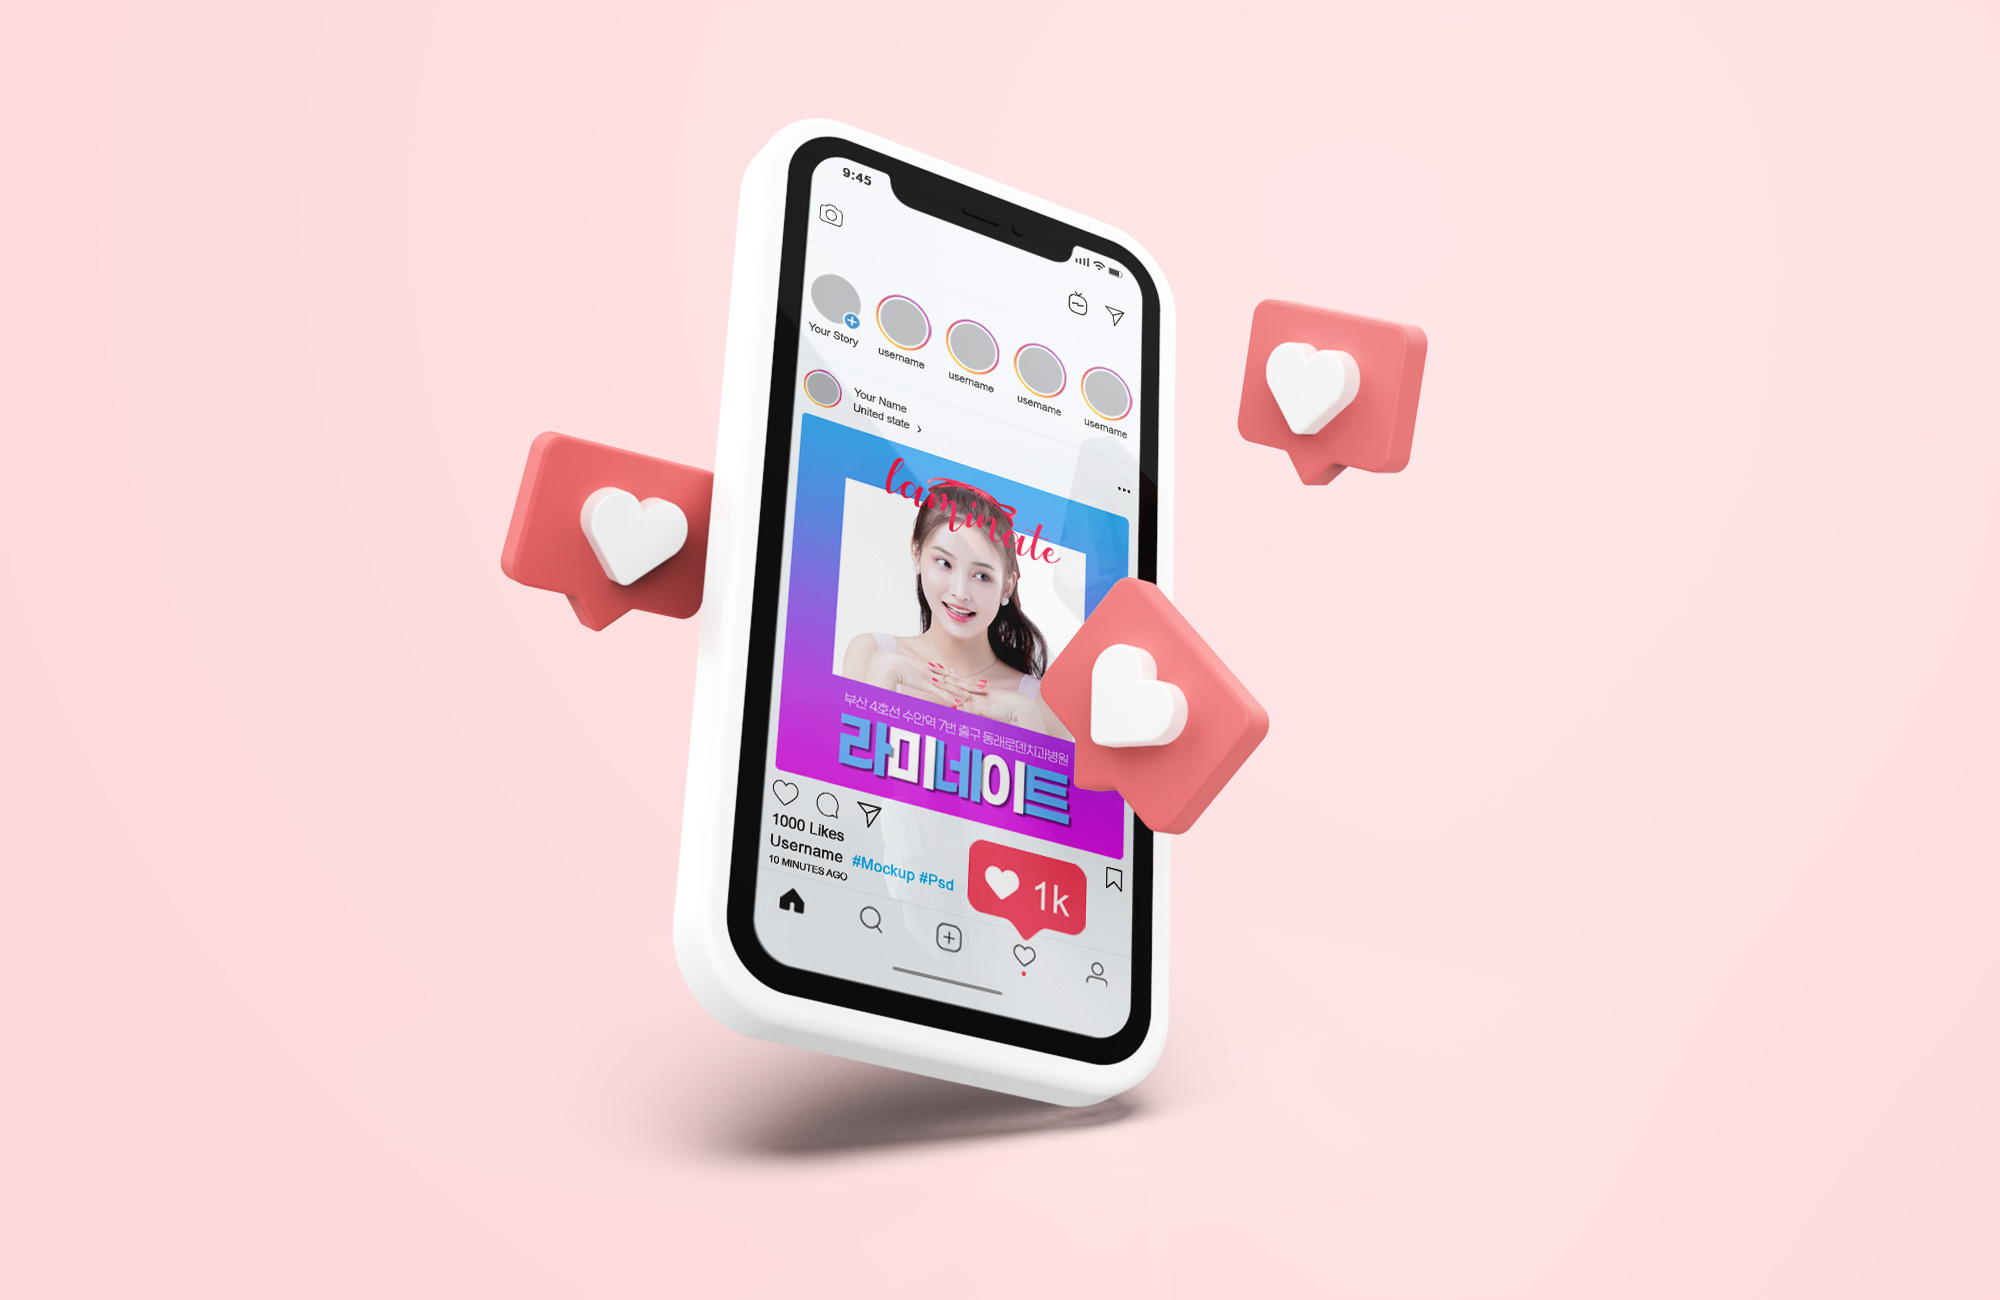 9:45
Your Story
username
username
username
username
Your Name
United state
laminate
부산 4호선 수안역 7번 출구 동래로덴치과병원
라미네이트
1000 Likes
Username #Mockup #Psd
10 MINUTES AGO
1k